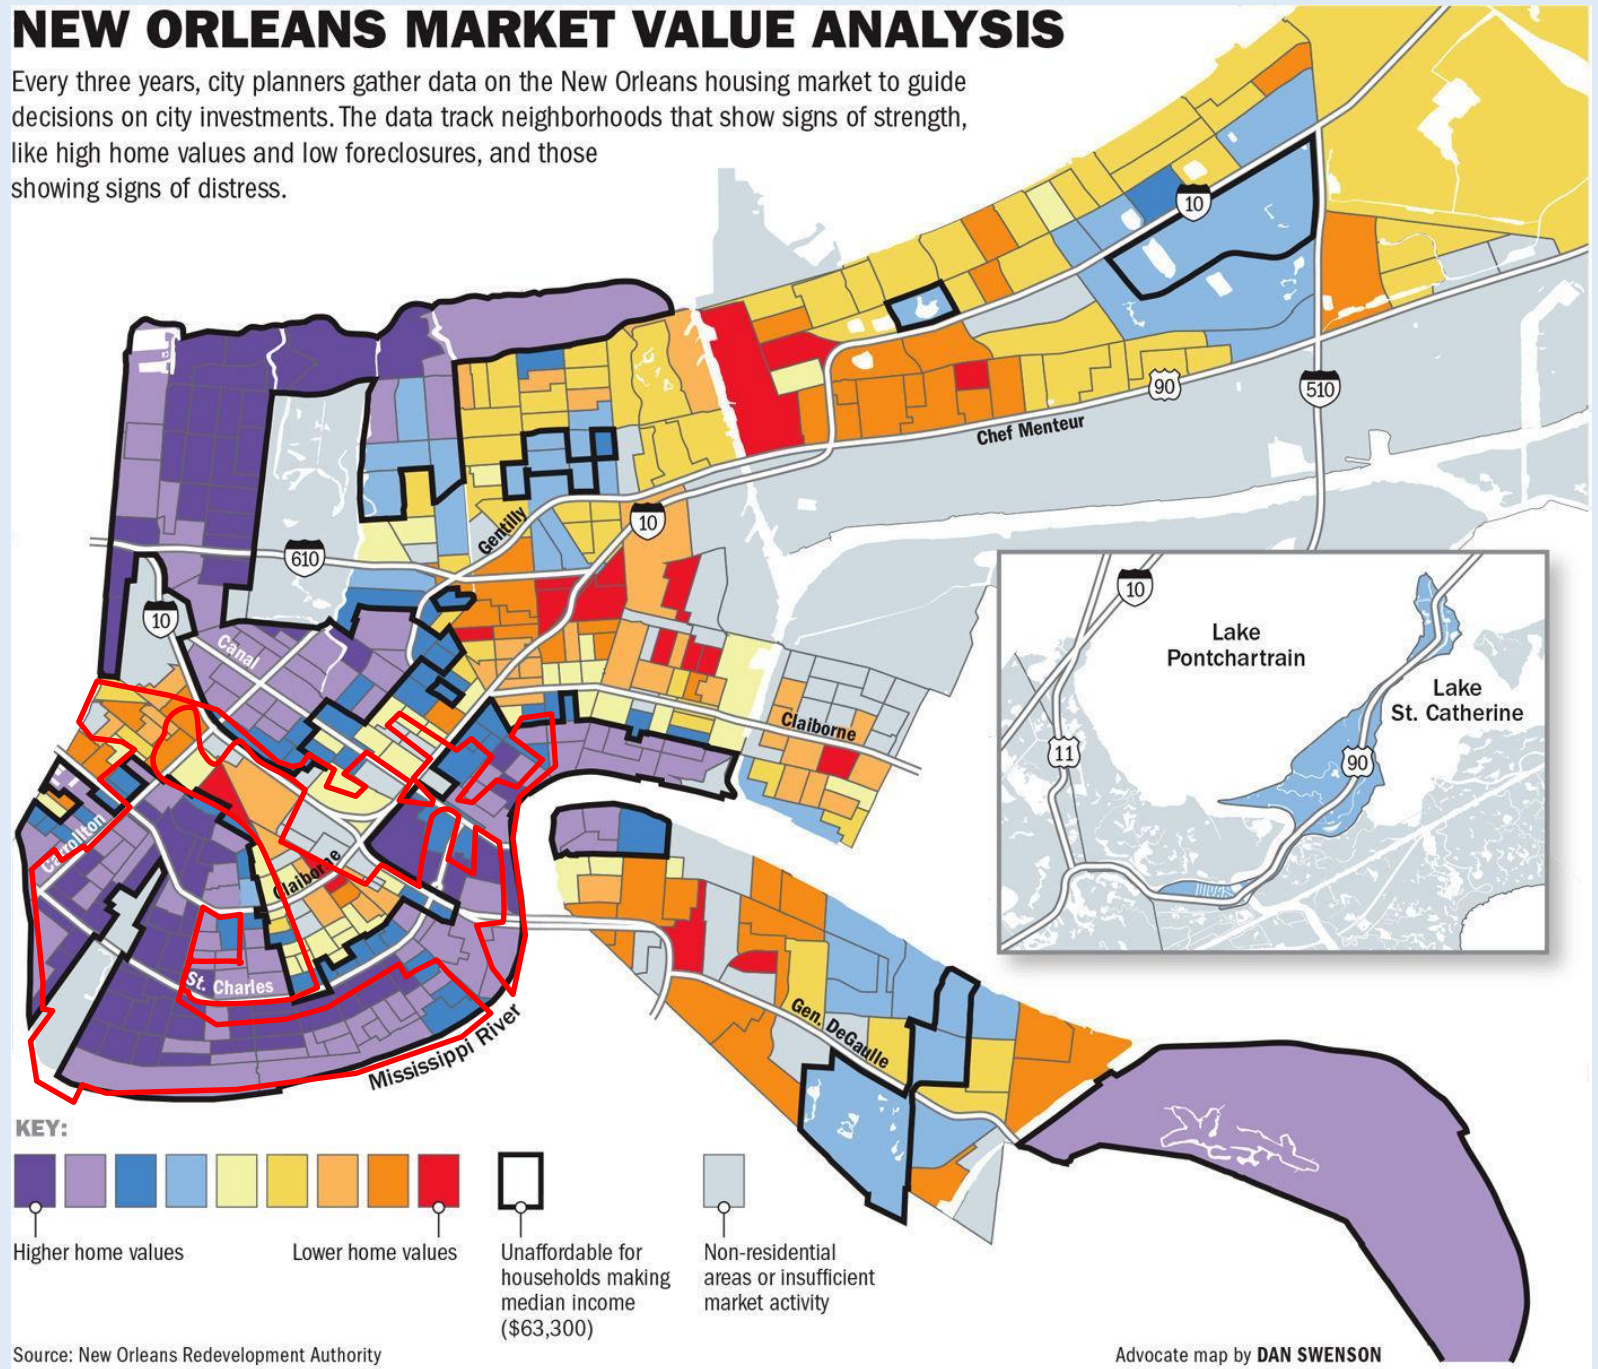 NEW ORLEANS MARKET VALUE ANALYSIS
Every three years, city planners gather data on the New Orleans housing market to guide
decisions on city investments. The data track neighborhoods that show signs of strength,
like high home values and low foreclosures, and those
showing signs of distress.
10
510
90
Chef Menteur
Gentilly
10
610
10
Canal
Claiborne
Carrollton
Claiborne
St. Charles
Mississippi River
Gen. DeGaulle
10
Lake
Pontchartrain
Lake
St. Catherine
11
90
KEY:
Higher home values
Lower home values
Unaffordable for
households making
median income
($63,300)
Non-residential
areas or insufficient
market activity
Source: New Orleans Redevelopment Authority
Advocate map by DAN SWENSON